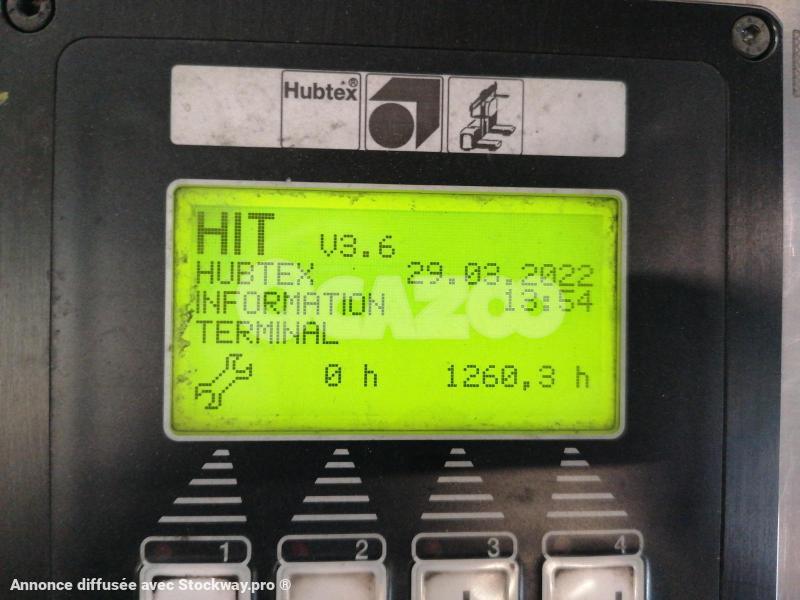 Hubtex®
HIT V3.6
HUBTEX 29.03.2022
INFORMATION 13:54
TERMINAL
0 h 1260,3 h
GAZOO
1 2 3 4
Annonce diffusée avec Stockway.pro ®